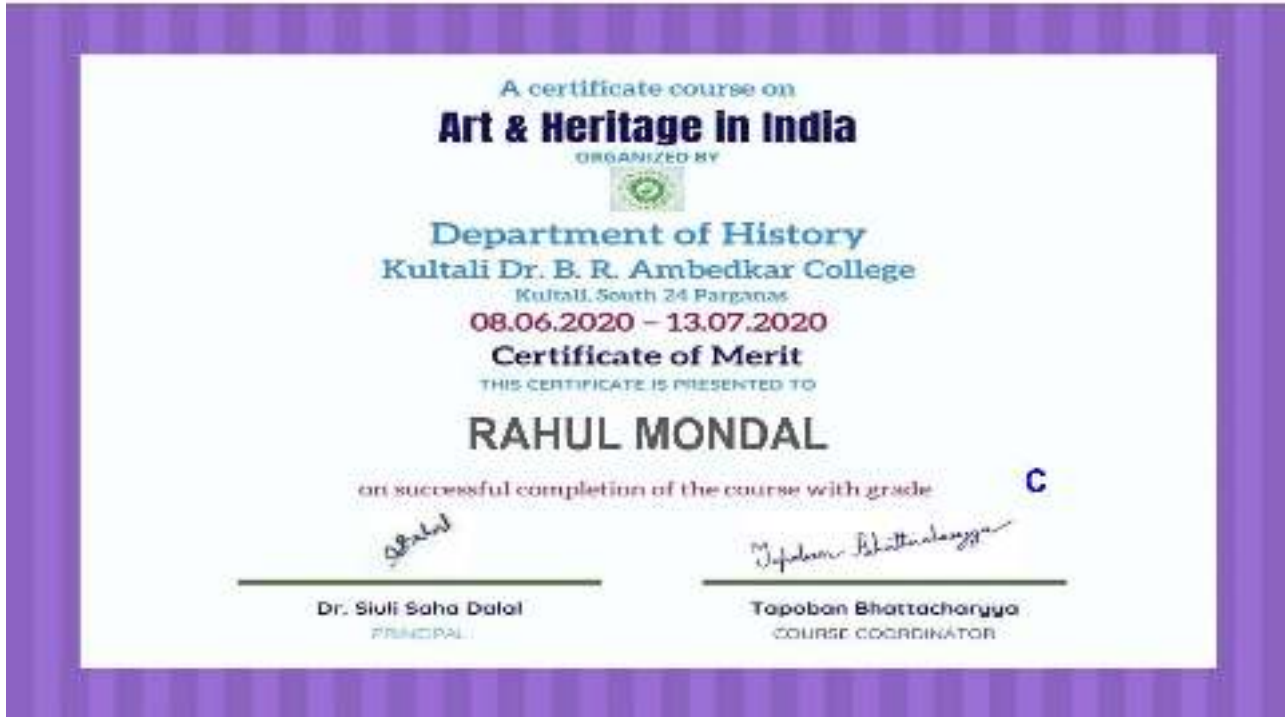 A certificate course on
Art & Heritage in India
ORGANIZED BY
Department of History
Kultali Dr. B. R. Ambedkar College
Kultali, South 24 Parganas
08.06.2020 – 13.07.2020
Certificate of Merit
THIS CERTIFICATE IS PRESENTED TO
RAHUL MONDAL
on successful completion of the course with grade C
Tapoban Bhattacharyya
Dr. Siuli Saha Dalal
Tapoban Bhattacharyya
PRINCIPAL
COURSE COORDINATOR